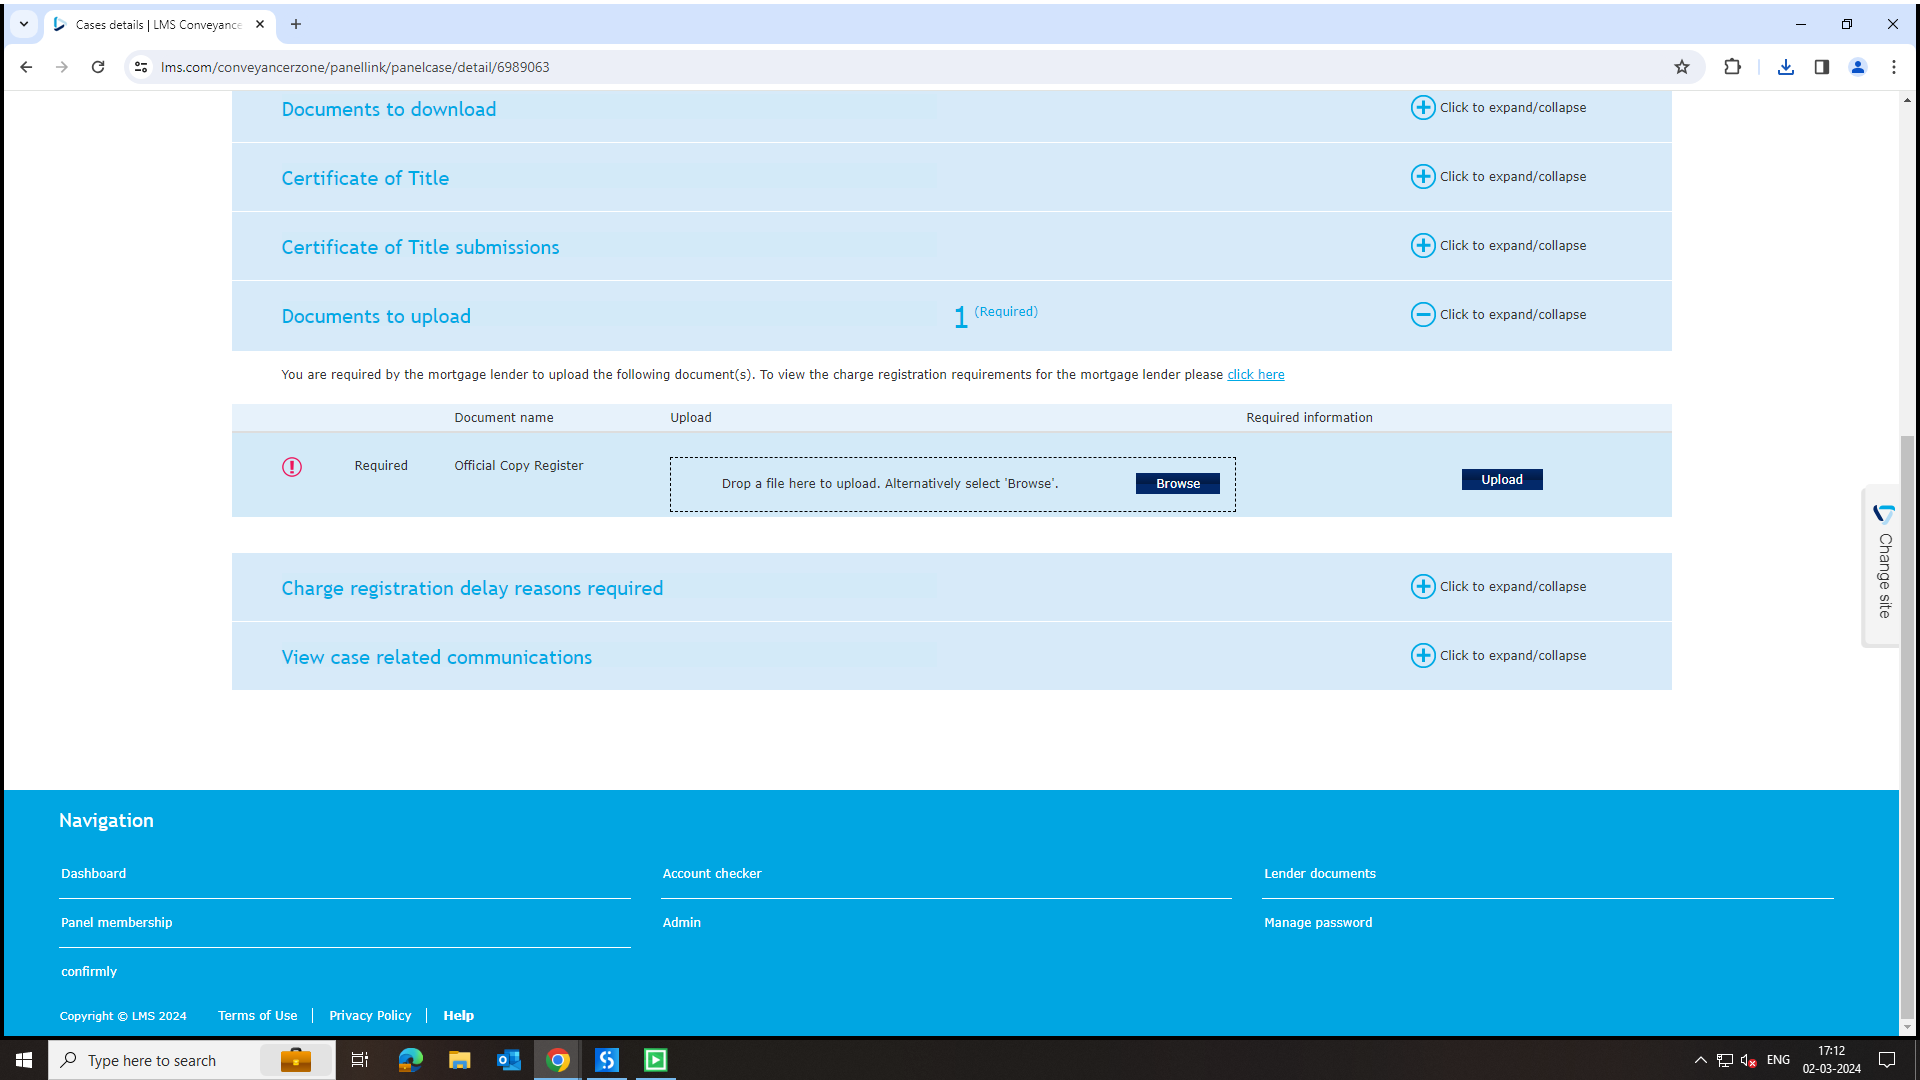 Cases details | LMS Conveyance
lms.com/conveyancerzone/panellink/panelcase/detail/6989063
Documents to download
Click to expand/collapse
Certificate of Title
Click to expand/collapse
Certificate of Title submissions
Click to expand/collapse
Documents to upload
1 (Required)
Click to expand/collapse
You are required by the mortgage lender to upload the following document(s). To view the charge registration requirements for the mortgage lender please click here
Document name Upload Required information
Required Official Copy Register
Drop a file here to upload. Alternatively select 'Browse'.
Browse
Upload
Change site
Charge registration delay reasons required
Click to expand/collapse
View case related communications
Click to expand/collapse
Navigation
Dashboard
Account checker
Lender documents
Panel membership
Admin
Manage password
confirmly
Copyright © LMS 2024 Terms of Use Privacy Policy Help
Type here to search
ENG
17:12
02-03-2024